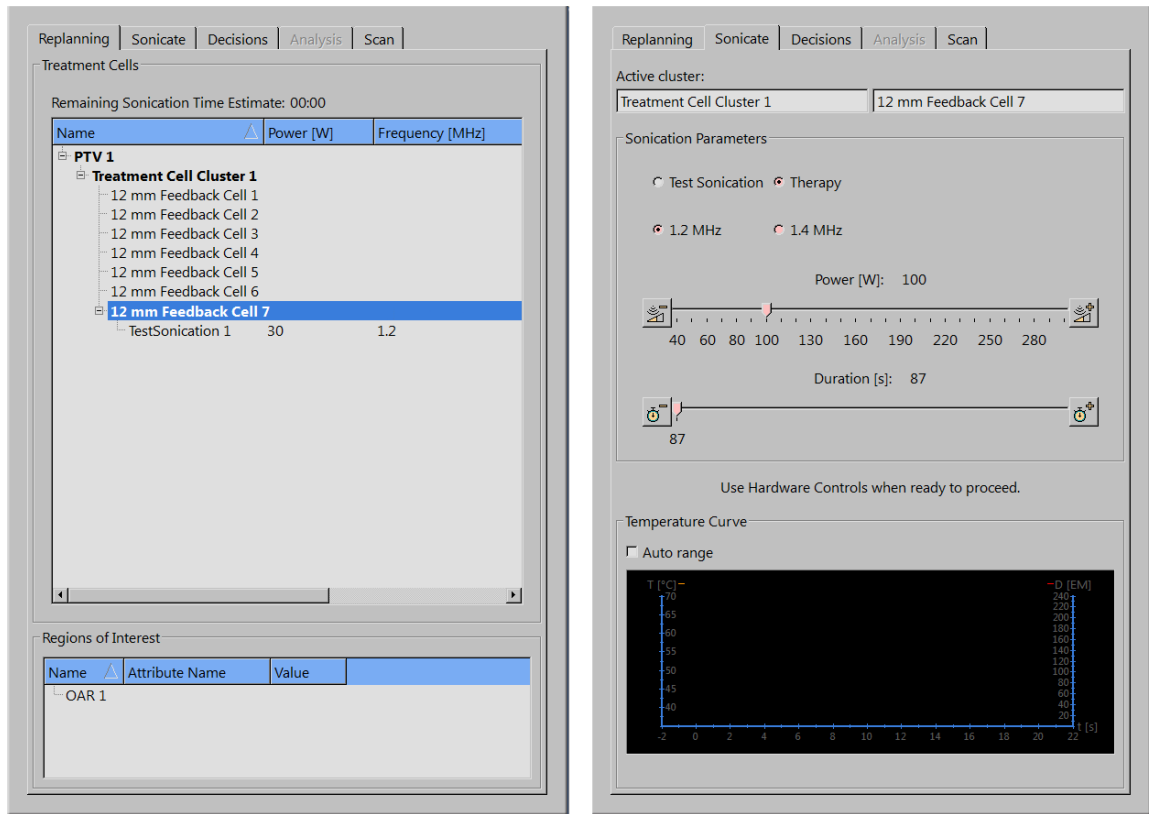 Replanning Sonicate Decisions Analysis Scan
Treatment Cells
Remaining Sonication Time Estimate: 00:00
Name Power [W] Frequency [MHz]
PTV 1
Treatment Cell Cluster 1
12 mm Feedback Cell 1
12 mm Feedback Cell 2
12 mm Feedback Cell 3
12 mm Feedback Cell 4
12 mm Feedback Cell 5
12 mm Feedback Cell 6
12 mm Feedback Cell 7
TestSonication 1 30 1.2
Regions of Interest
Name Attribute Name Value
OAR 1
Replanning Sonicate Decisions Analysis Scan
Active cluster:
Treatment Cell Cluster 1 12 mm Feedback Cell 7
Sonication Parameters
Test Sonication Therapy
1.2 MHz 1.4 MHz
Power [W]: 100
40 60 80 100 130 160 190 220 250 280
Duration [s]: 87
87
Use Hardware Controls when ready to proceed.
Temperature Curve
Auto range
T [°C] D [EM]
70 240
220
65 200
60 180
160
55 140
120
50 100
80
45 60
40 40
20
t [s]
-2 0 2 4 6 8 10 12 14 16 18 20 22